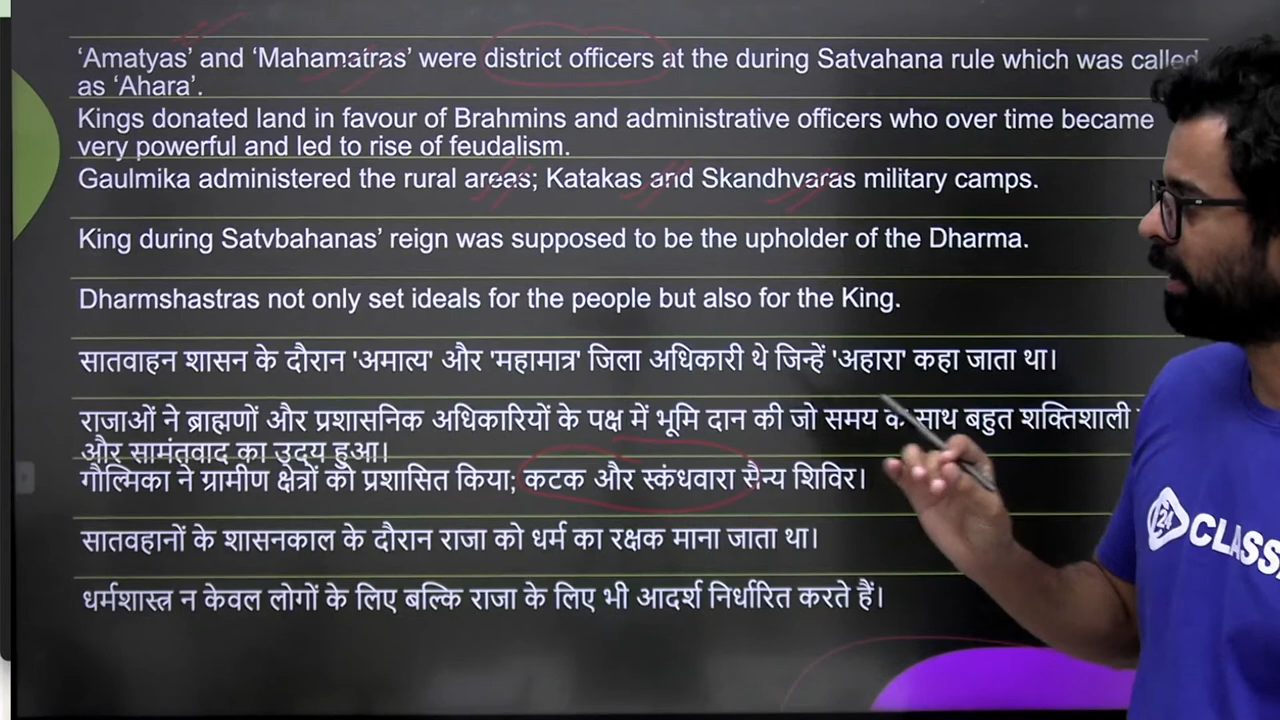 ‘Amatyas’ and ‘Mahamatras’ were district officers at the during Satvahana rule which was called
as ‘Ahara’.
Kings donated land in favour of Brahmins and administrative officers who over time became
very powerful and led to rise of feudalism.
Gaulmika administered the rural areas; Katakas and Skandhvaras military camps.
King during Satvbahanas’ reign was supposed to be the upholder of the Dharma.
Dharmshastras not only set ideals for the people but also for the King.
सातवाहन शासन के दौरान 'अमात्य' और 'महामात्र' जिला अधिकारी थे जिन्हें 'अहारा' कहा जाता था।
राजाओं ने ब्राह्मणों और प्रशासनिक अधिकारियों के पक्ष में भूमि दान की जो समय के साथ बहुत शक्तिशाली
और सामंतवाद का उदय हुआ।
गौल्मिका ने ग्रामीण क्षेत्रों को प्रशासित किया; कटक और स्कंधवारा सैन्य शिविर।
सातवहानों के शासनकाल के दौरान राजा को धर्म का रक्षक माना जाता था।
धर्मशास्त्र न केवल लोगों के लिए बल्कि राजा के लिए भी आदर्श निर्धारित करते हैं।
24 CLASS